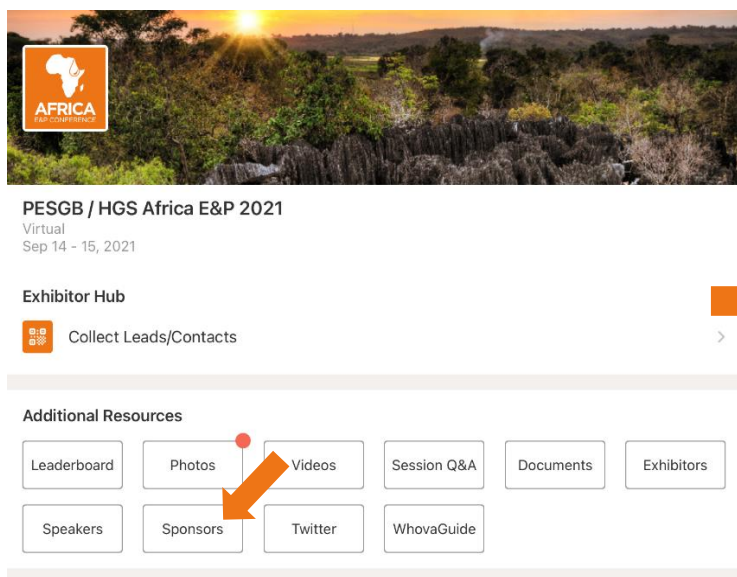 AFRICA
E&P CONFERENCE
PESGB / HGS Africa E&P 2021
Virtual
Sep 14 - 15, 2021
Exhibitor Hub
Collect Leads/Contacts
Additional Resources
Leaderboard
Photos
Videos
Session Q&A
Documents
Exhibitors
Speakers
Sponsors
Twitter
WhovaGuide